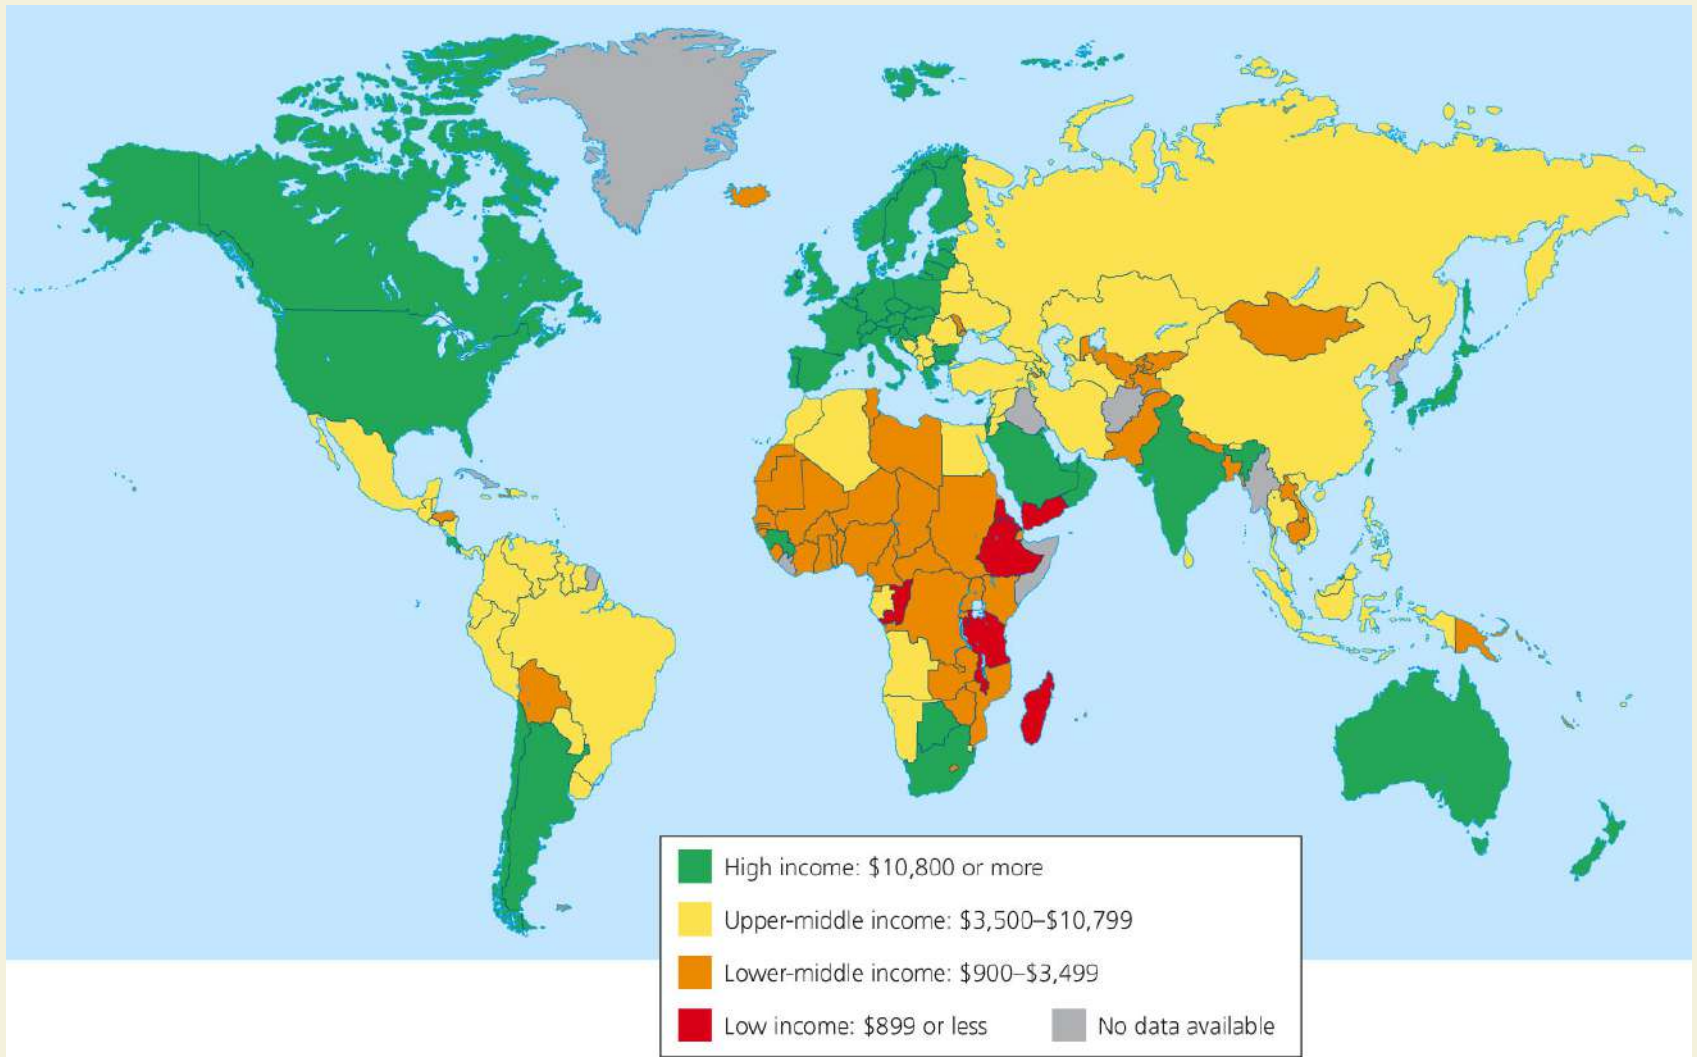 High income: $10,800 or more
Upper-middle income: $3,500–$10,799
Lower-middle income: $900–$3,499
Low income: $899 or less
No data available